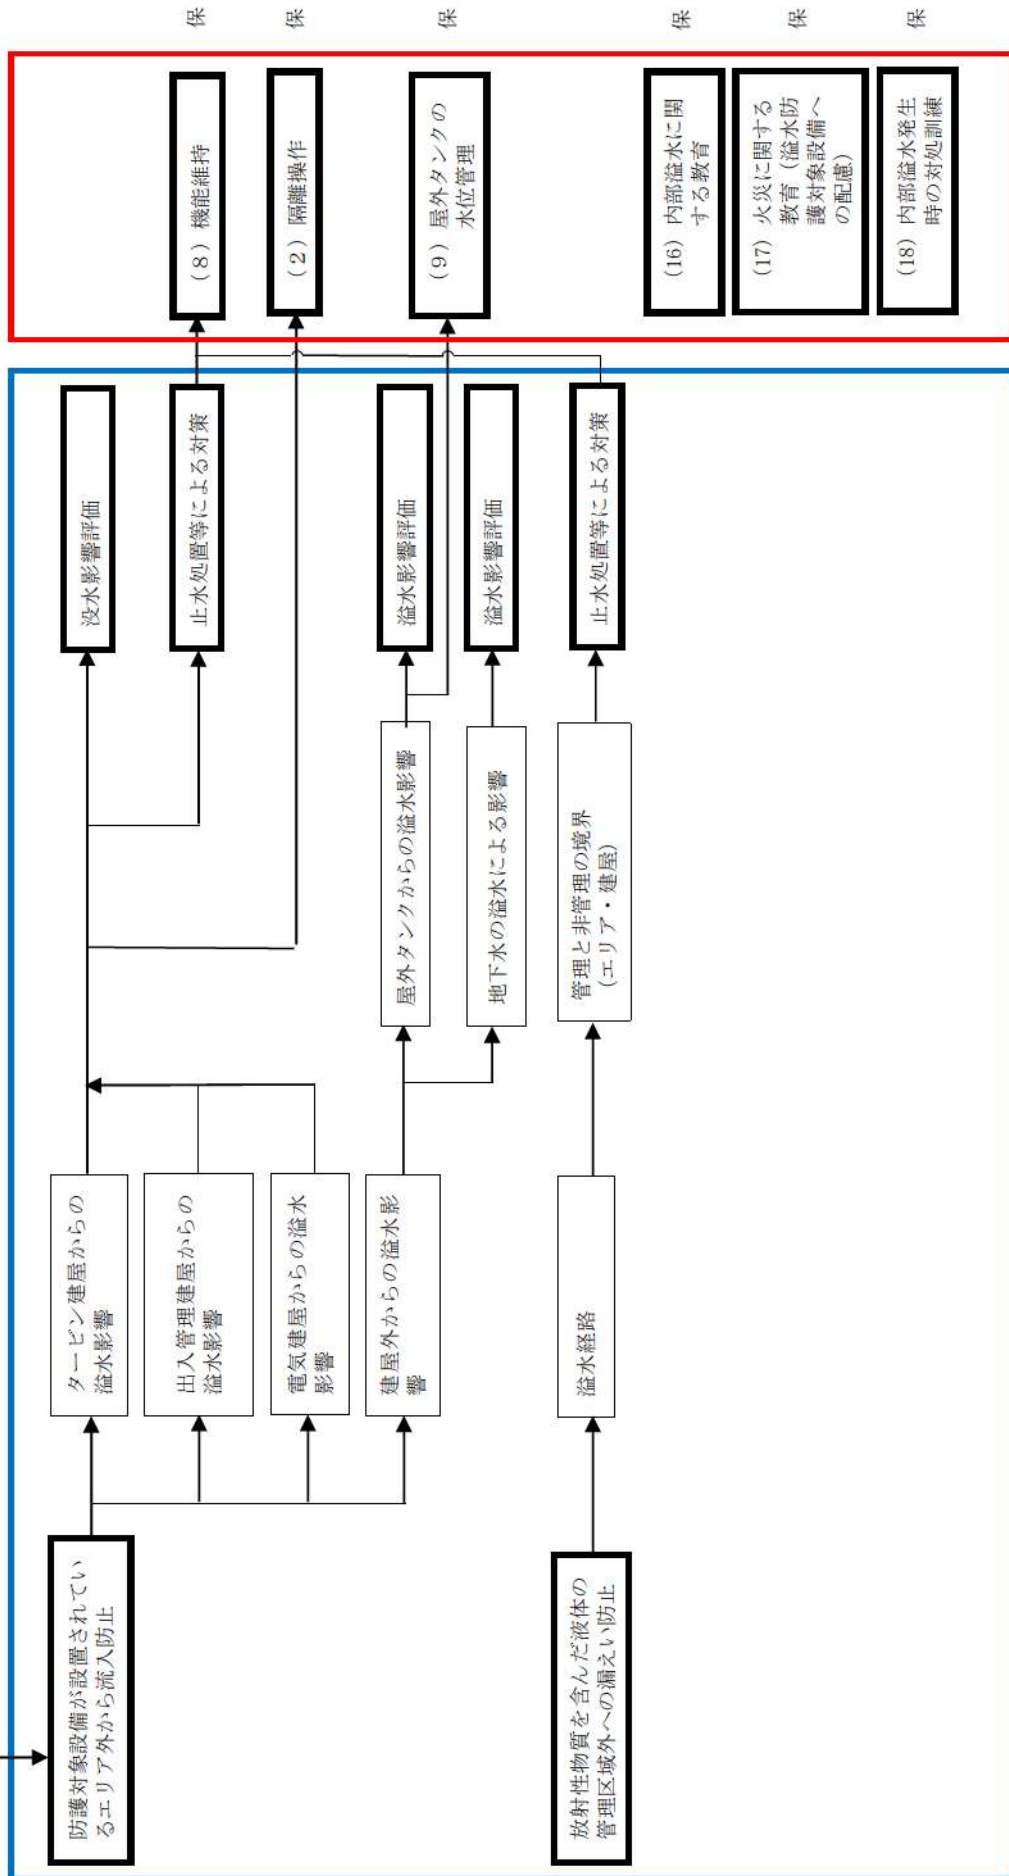 防護対象設備が設置されてい
るエリア外から流入防止
タービン建屋からの
溢水影響
没水影響評価
出入管理建屋からの
溢水影響
止水処置等による対策
(8) 機能維持
保
電気建屋からの溢水
影響
(2) 隔離操作
保
建屋外からの溢水影
響
屋外タンクからの溢水影響
溢水影響評価
(9) 屋外タンクの
水位管理
保
地下水の溢水による影響
溢水影響評価
放射性物質を含んだ液体の
管理区域外への漏えい防止
溢水経路
管理と非管理の境界
(エリア・建屋)
止水処置等による対策
(16) 内部溢水に関
する教育
保
(17) 火災に関する
教育(溢水防
護対象設備へ
の配慮)
保
(18) 内部溢水発生
時の対処訓練
保